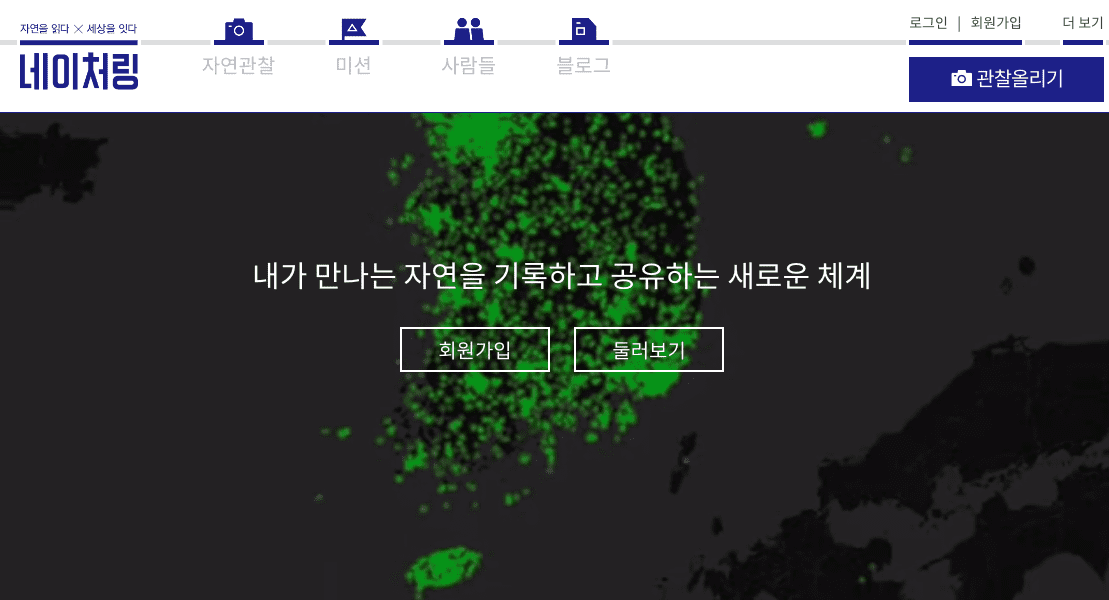 자연을 읽다 × 세상을 잇다
네이처링
자연관찰
미션
사람들
블로그
로그인 | 회원가입
더 보기
관찰올리기
내가 만나는 자연을 기록하고 공유하는 새로운 체계
회원가입
둘러보기